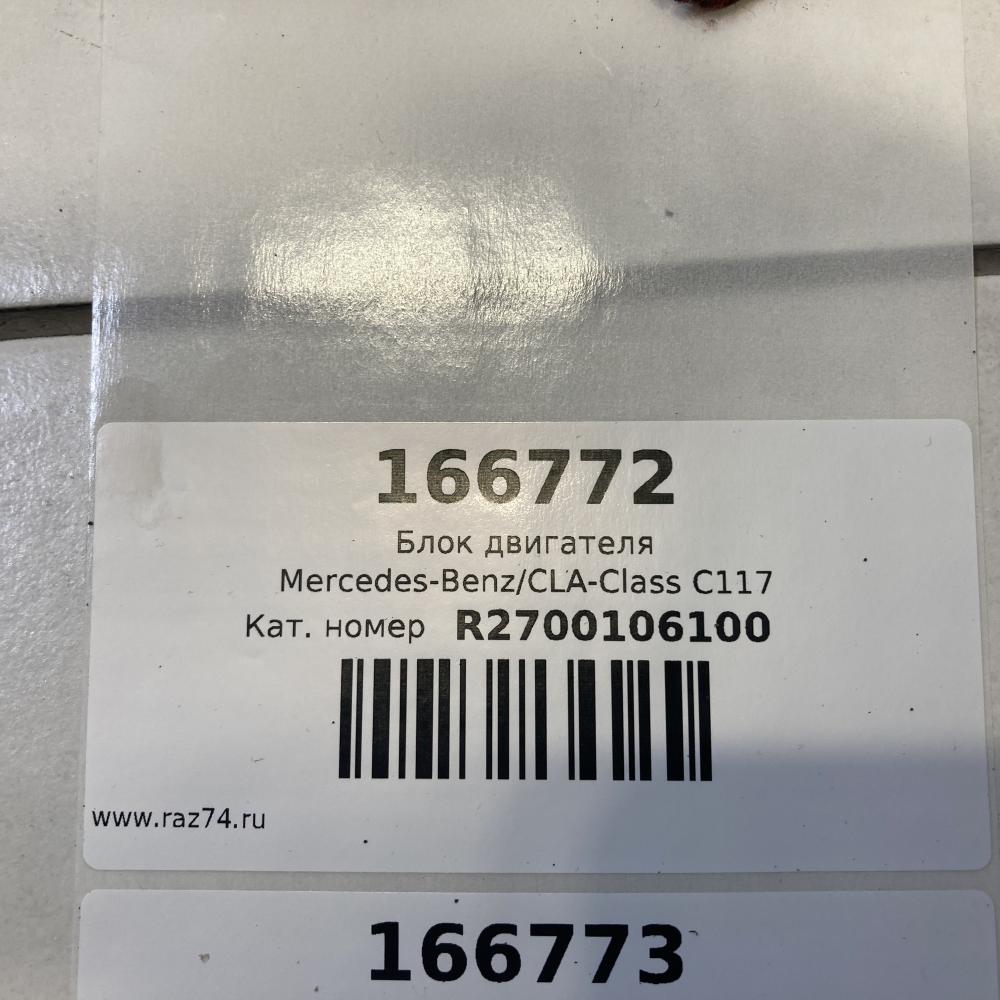 166772
Блок двигателя
Mercedes-Benz/CLA-Class C117
Кат. номер R2700106100
www.raz74.ru
166773